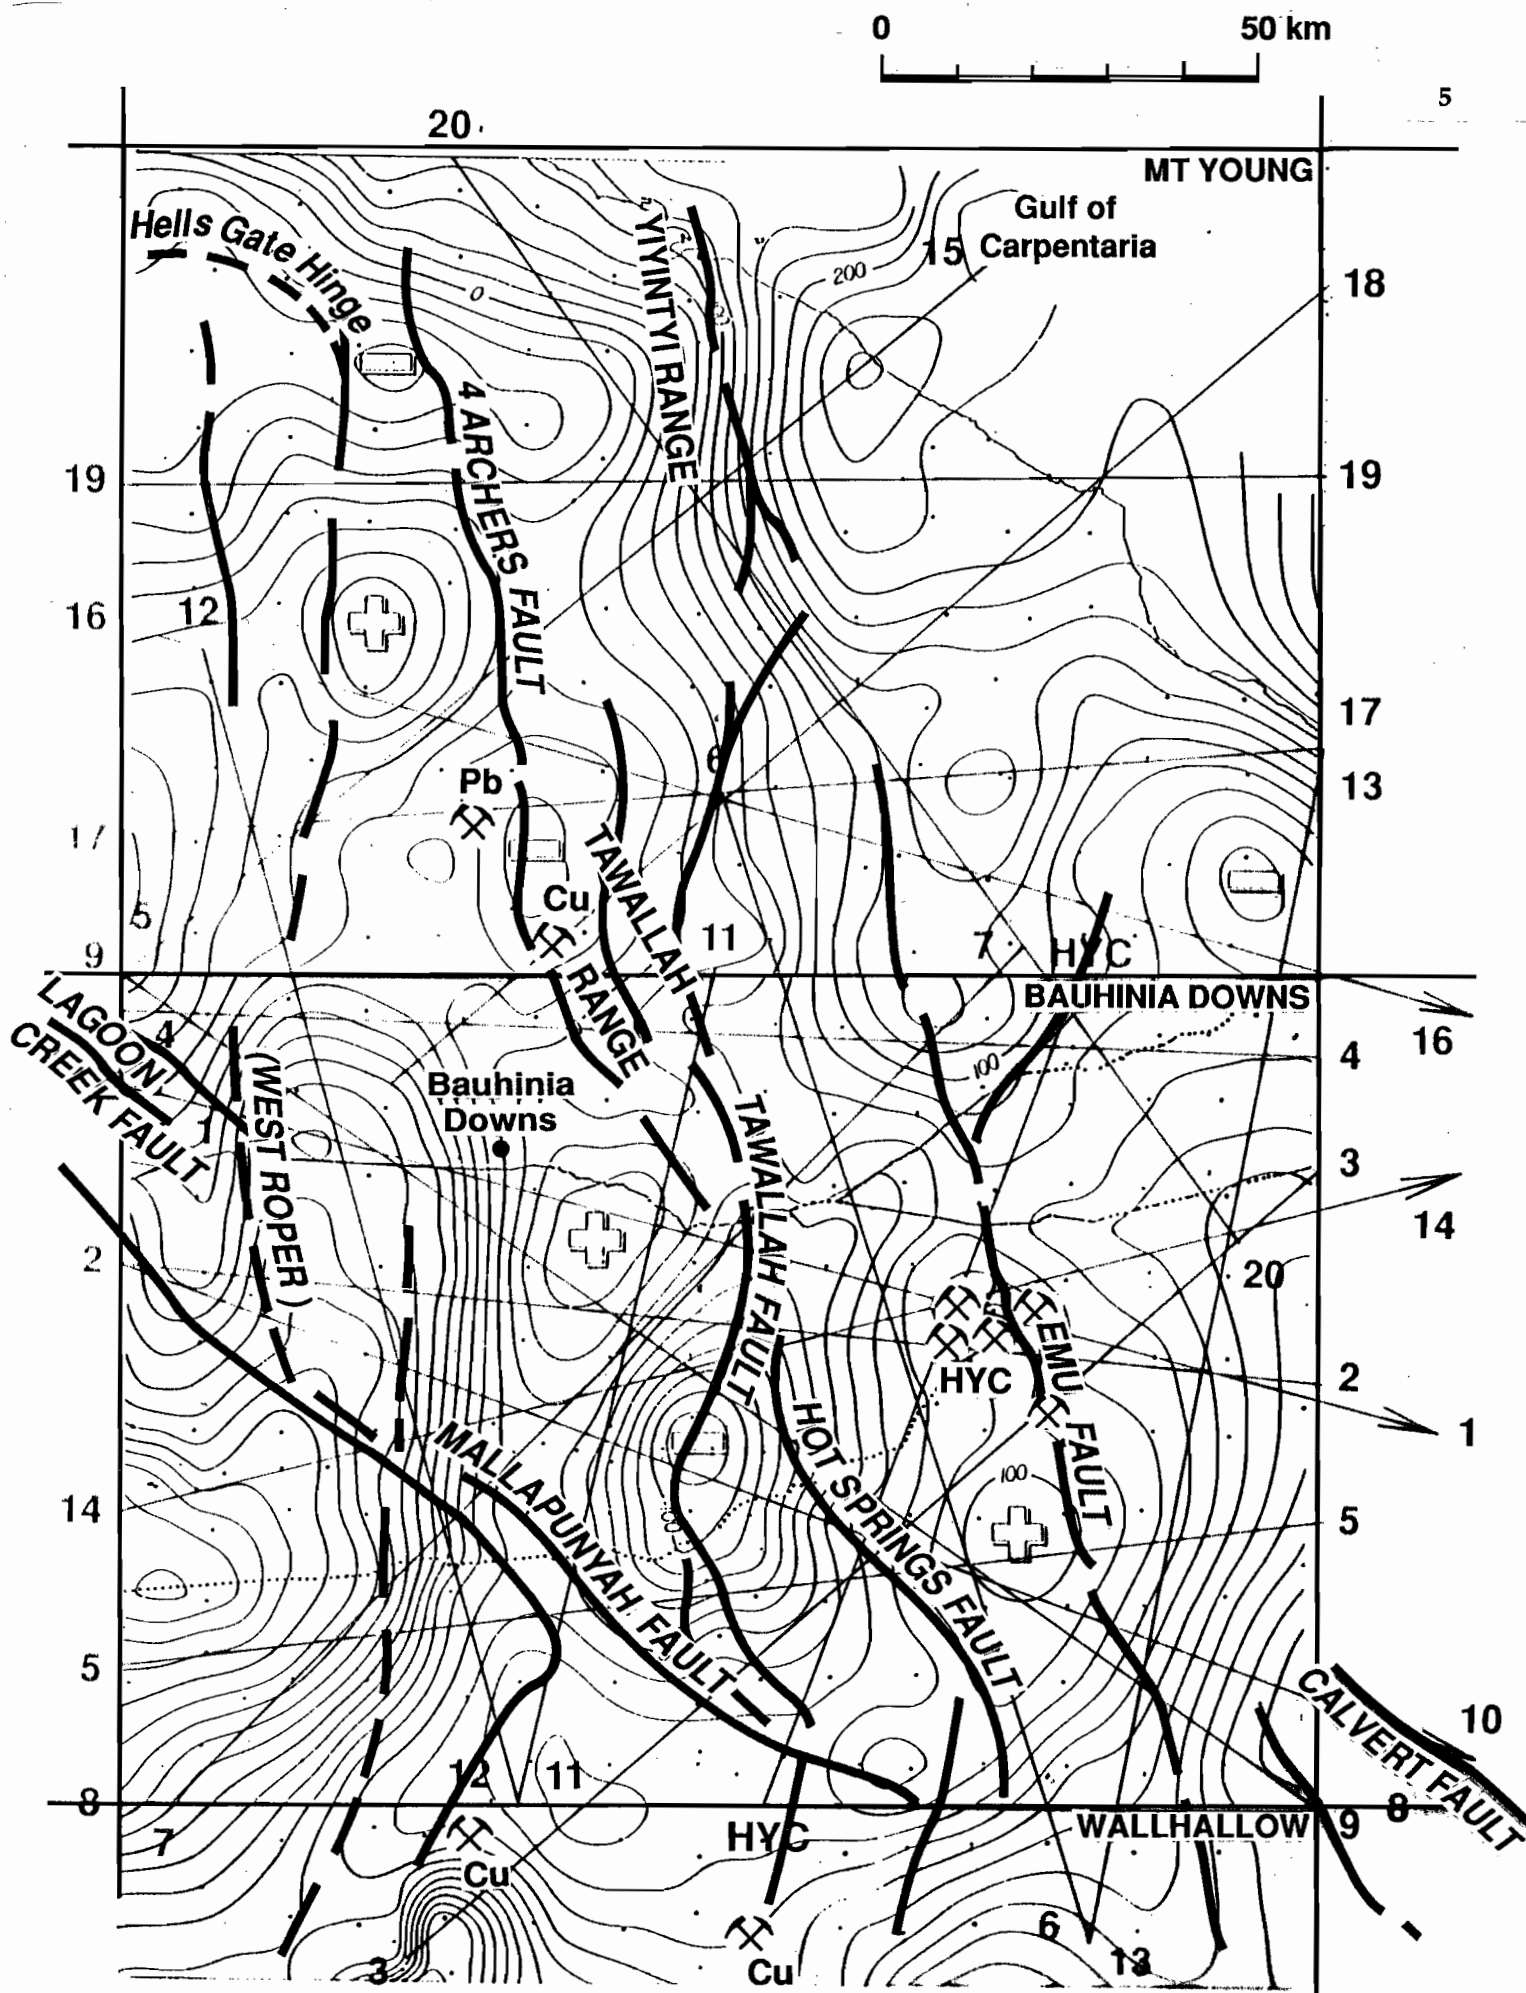 0 50 km
5
20
MT YOUNG
Gulf of
Carpentaria
15
Hells Gate Hinge
YIYINTYI RANGE
200
0
18
4 ARCHERS FAULT
19
19
16
12
17
Pb
6
13
17
TAWALLAH
RANGE
Cu
5
11
7
HYC
9
BAUHINIA DOWNS
LAGOON
CREEK FAULT
4
16
4
100
(WEST ROPER)
Bauhinia
Downs
TAWALLAH FAULT
3
14
2
20
HYC
EMU FAULT
2
1
HOT SPRINGS FAULT
MALLAPUNYAH FAULT
100
14
5
5
CALVERT FAULT
10
12
11
8
8
WALLHALLOW
9
7
HYC
Cu
6
13
3
Cu